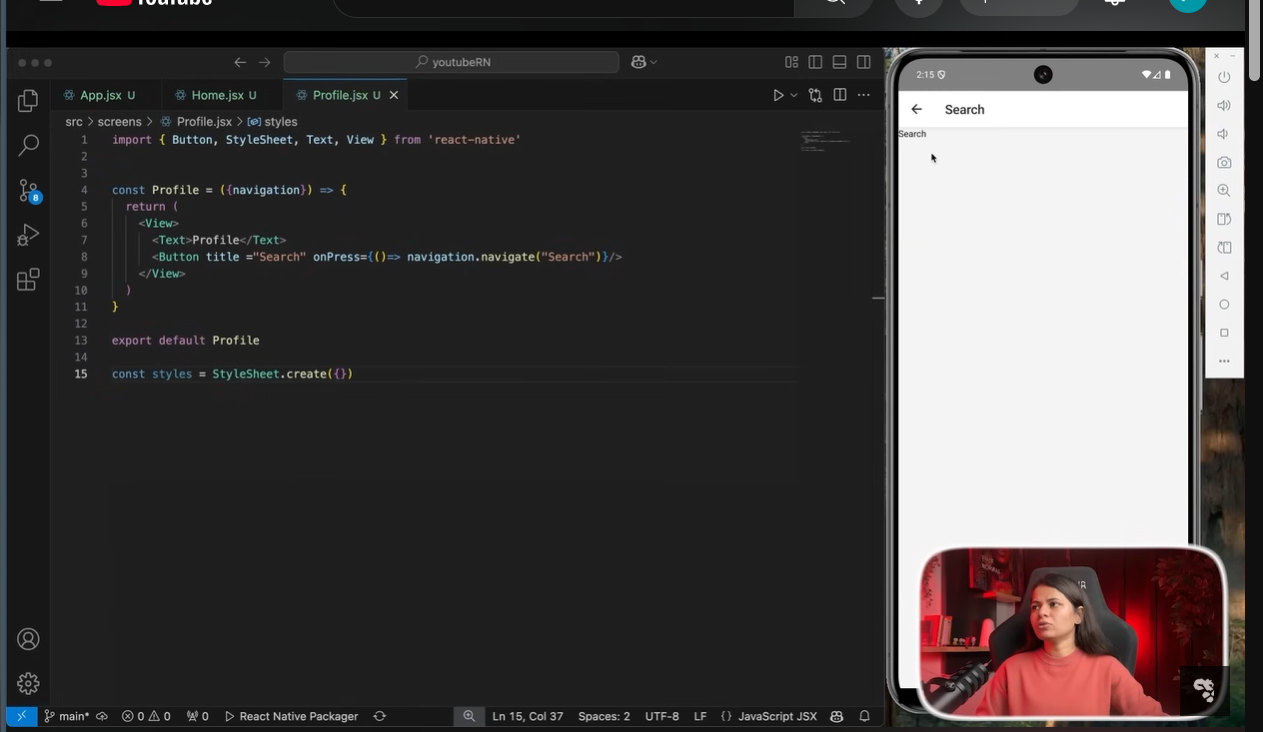 YouTube
youtubeRN
App.jsx U
Home.jsx U
Profile.jsx U
src > screens > Profile.jsx > styles
1 import { Button, StyleSheet, Text, View } from 'react-native'
2
3
4 const Profile = ({navigation}) => {
5 return (
6 <View>
7 <Text>Profile</Text>
8 <Button title ="Search" onPress={()=> navigation.navigate("Search")}/>
9 </View>
10 )
11 }
12
13 export default Profile
14
15 const styles = StyleSheet.create({})
8
main* 0 0 0 React Native Packager Ln 15, Col 37 Spaces: 2 UTF-8 LF {} JavaScript JSX
2:15
Search
Search